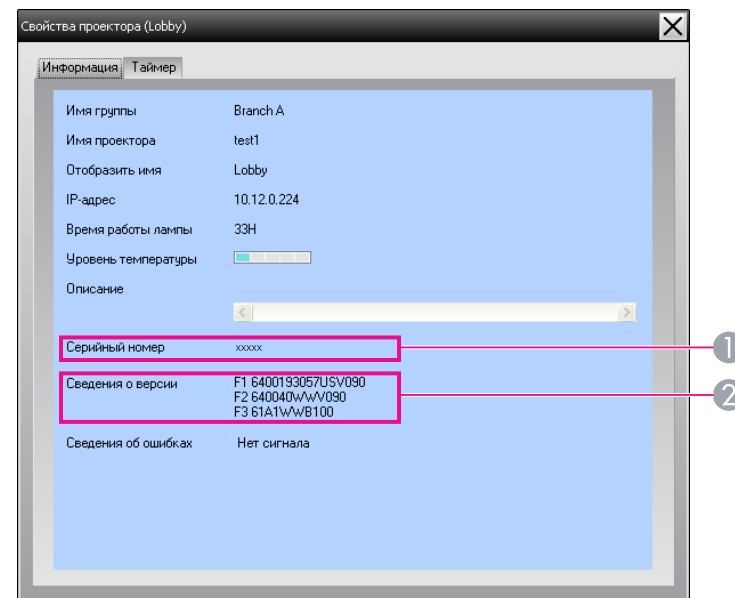 Свойства проектора (Lobby)
Информация Таймер
Имя группы Branch A
Имя проектора test1
Отобразить имя Lobby
IP-адрес 10.12.0.224
Время работы лампы 33H
Уровень температуры
Описание
Серийный номер xxxxx
1
Сведения о версии F1 6400193057USV090
F2 640040WWV090
2
F3 61A1WWB100
Сведения об ошибках Нет сигнала